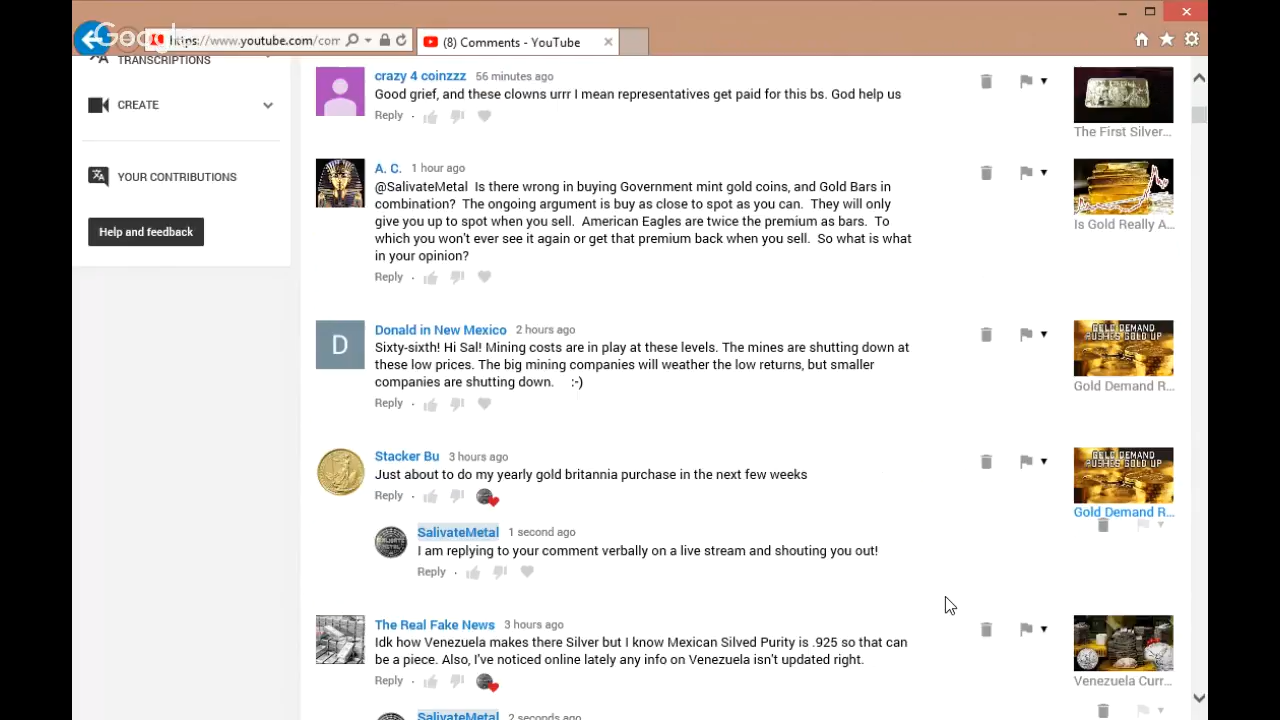 Google
https://www.youtube.com/com
(8) Comments - YouTube
TRANSCRIPTIONS
CREATE
YOUR CONTRIBUTIONS
Help and feedback
crazy 4 coinzzz 56 minutes ago
Good grief, and these clowns urrr I mean representatives get paid for this bs. God help us
Reply
The First Silver...
A. C. 1 hour ago
@SalivateMetal Is there wrong in buying Government mint gold coins, and Gold Bars in
combination? The ongoing argument is buy as close to spot as you can. They will only
give you up to spot when you sell. American Eagles are twice the premium as bars. To
which you won't ever see it again or get that premium back when you sell. So what is what
in your opinion?
Reply
Is Gold Really A...
D
Donald in New Mexico 2 hours ago
Sixty-sixth! Hi Sal! Mining costs are in play at these levels. The mines are shutting down at
these low prices. The big mining companies will weather the low returns, but smaller
companies are shutting down. :-)
Reply
GOLD DEMAND
PUSHES GOLD UP
Gold Demand R...
Stacker Bu 3 hours ago
Just about to do my yearly gold britannia purchase in the next few weeks
Reply
GOLD DEMAND
PUSHES GOLD UP
Gold Demand R...
SalivateMetal 1 second ago
I am replying to your comment verbally on a live stream and shouting you out!
Reply
The Real Fake News 3 hours ago
Idk how Venezuela makes there Silver but I know Mexican Silved Purity is .925 so that can
be a piece. Also, I've noticed online lately any info on Venezuela isn't updated right.
Reply
Venezuela Curr...
SalivateMetal 2 seconds ago